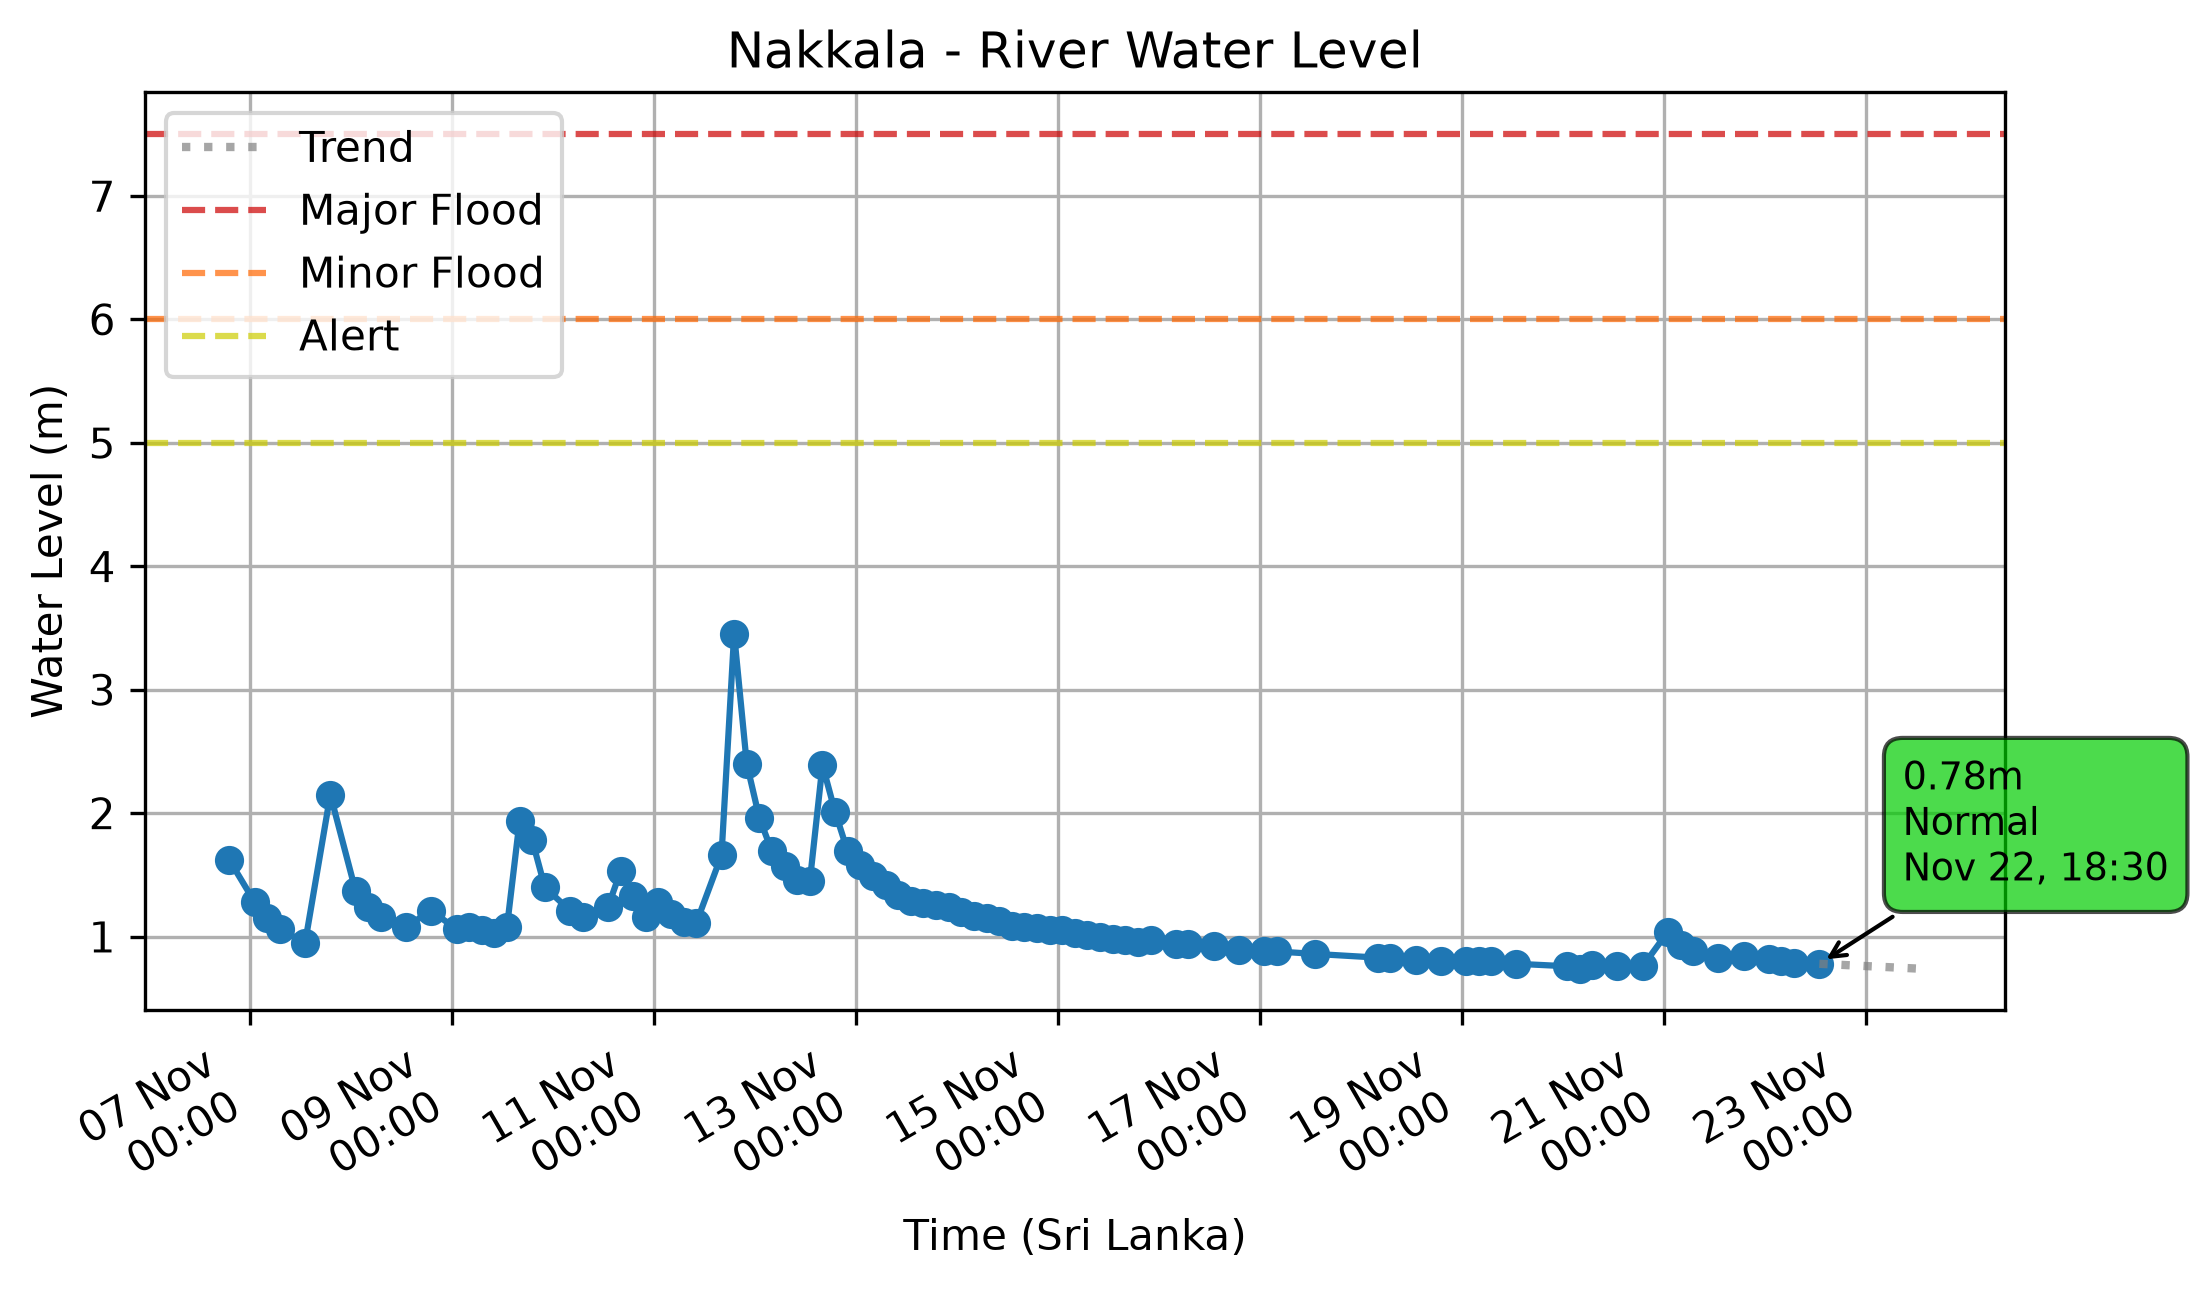 Nakkala - River Water Level
Trend
Major Flood
Minor Flood
Alert
Water Level (m)
7
6
5
4
3
2
1
0.78m
Normal
Nov 22, 18:30
07 Nov
00:00
09 Nov
00:00
11 Nov
00:00
13 Nov
00:00
15 Nov
00:00
17 Nov
00:00
19 Nov
00:00
21 Nov
00:00
23 Nov
00:00
Time (Sri Lanka)